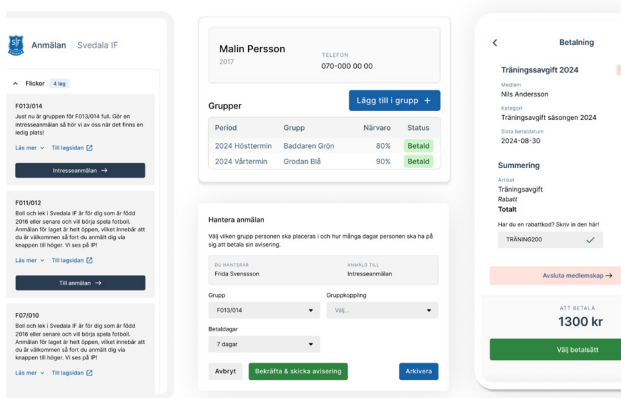 Anmälan Svedala IF
Flickor 4 lag
F013/014
Just nu är gruppen för F013/014 full. Gör en
intresseanmälan så hör vi av oss när det finns en
ledig plats!
Läs mer Till lagsidan
Intresseanmälan →
F011/012
Boll och lek i Svedala IF är för dig som är född
2016 eller senare och vill börja spela fotboll.
Anmälan för laget är helt öppen, vilket innebär att
du är välkommen så fort du anmält dig via
knappen till höger. Vi ses på IP!
Läs mer Till lagsidan
Till anmälan →
F07/010
Boll och lek i Svedala IF är för dig som är född
2016 eller senare och vill börja spela fotboll.
Anmälan för laget är helt öppen, vilket innebär att
du är välkommen så fort du anmält dig via
knappen till höger. Vi ses på IP!
Läs mer Till lagsidan
Malin Persson
2017
TELEFON
070-000 00 00
Grupper
Lägg till i grupp +
Period Grupp Närvaro Status
2024 Hösttermin Baddaren Grön 80% Betald
2024 Vårtermin Grodan Blå 90% Betald
Hantera anmälan
Välj vilken grupp personen ska placeras i och hur många dagar personen ska ha på
sig att betala sin avisering.
DU HANTERAR ANMÄLD TILL
Frida Svensson Intresseanmälan
Grupp Gruppkoppling
F013/014 Välj...
Betaldagar
7 dagar
Avbryt Bekräfta & skicka avisering Arkivera
Betalning
Träningssavgift 2024
Medlem
Nils Andersson
Kategori
Träningsavgift säsongen 2024
Sista betaldatum
2024-08-30
Summering
Artikel
Träningsavgift
Rabatt
Totalt
Har du en rabattkod? Skriv in den här!
TRÄNING200
Avsluta medlemskap →
ATT BETALA
1300 kr
Välj betalsätt